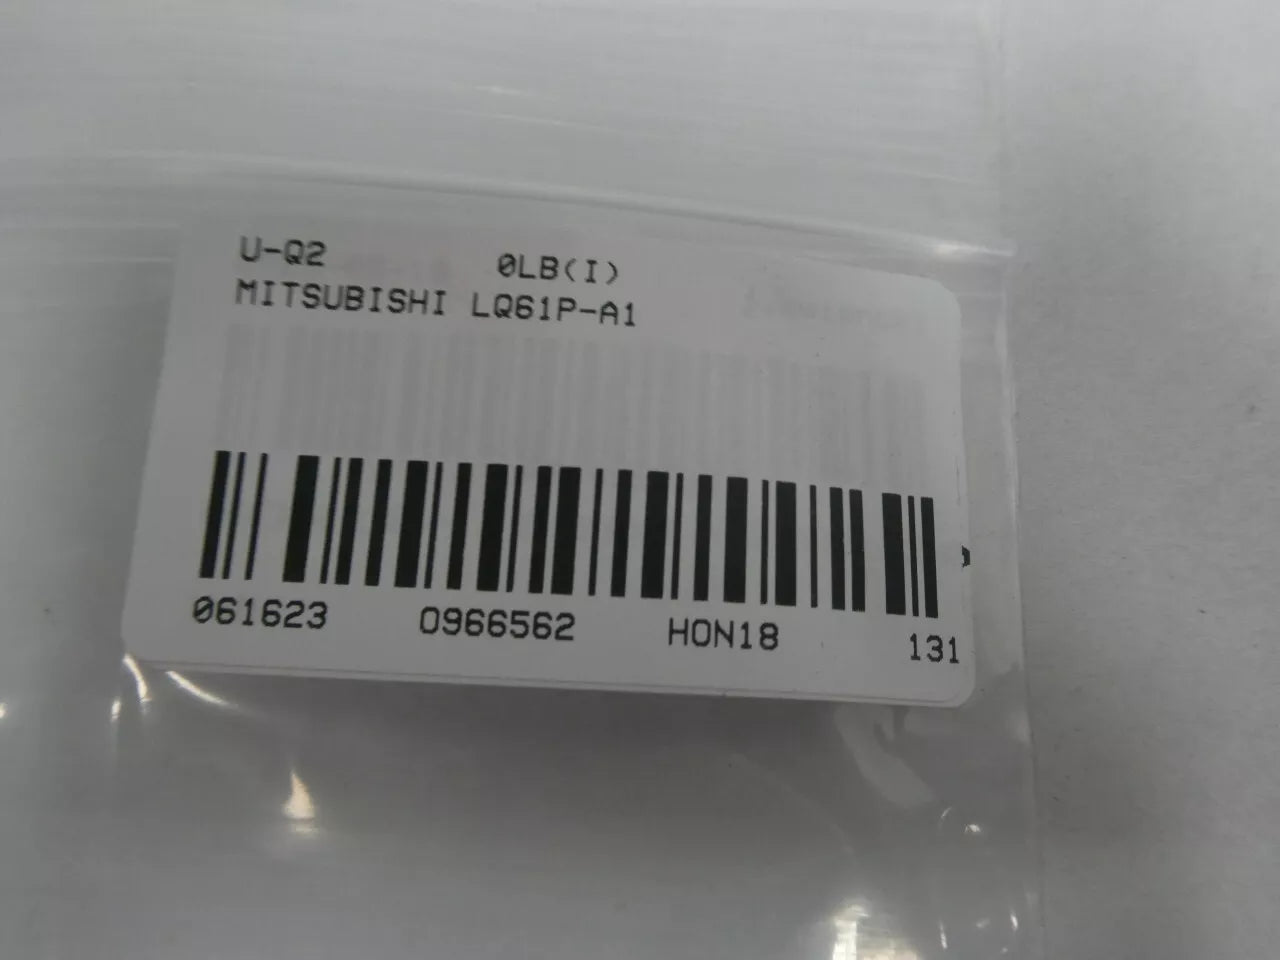 U-Q2 0LB(I)
MITSUBISHI LQ61P-A1
061623 0966562 HON18 131